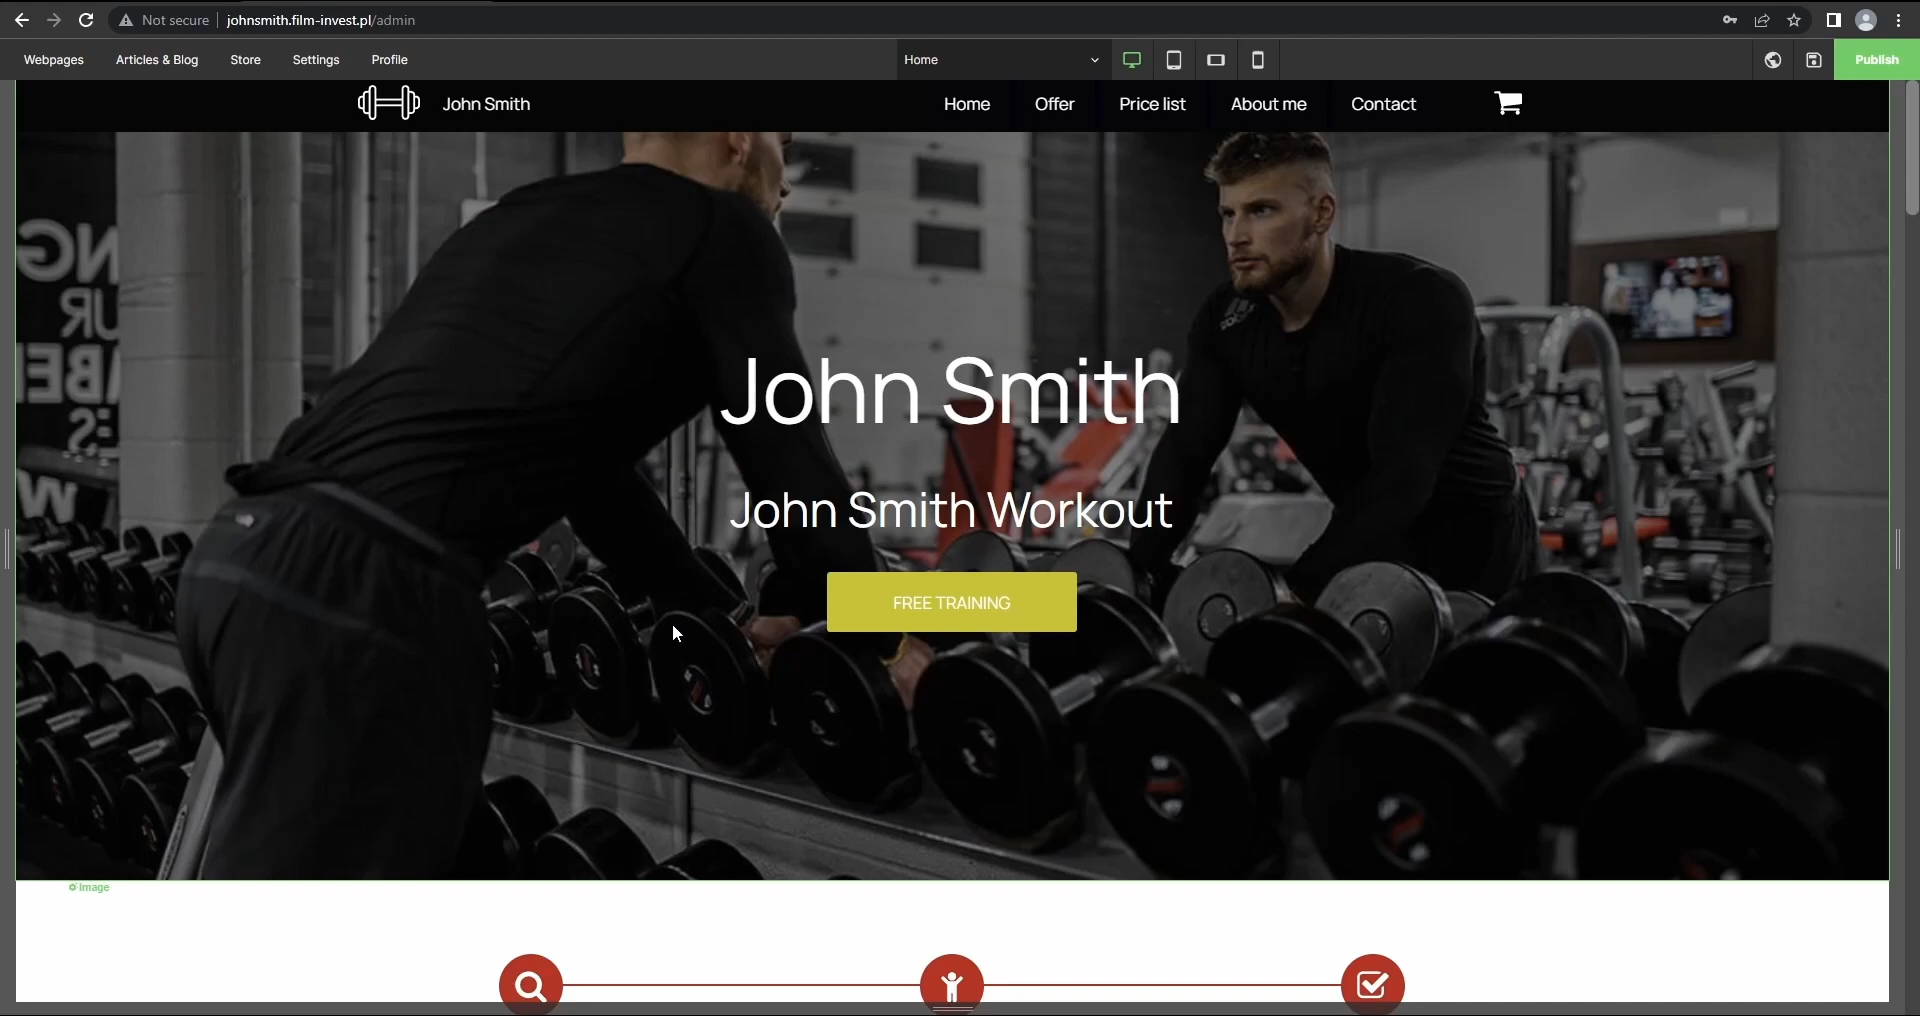 Not secure johnsmith.film-invest.pl/admin
Webpages Articles & Blog Store Settings Profile Home Publish
John Smith Home Offer Price list About me Contact
John Smith
John Smith Workout
FREE TRAINING
Image